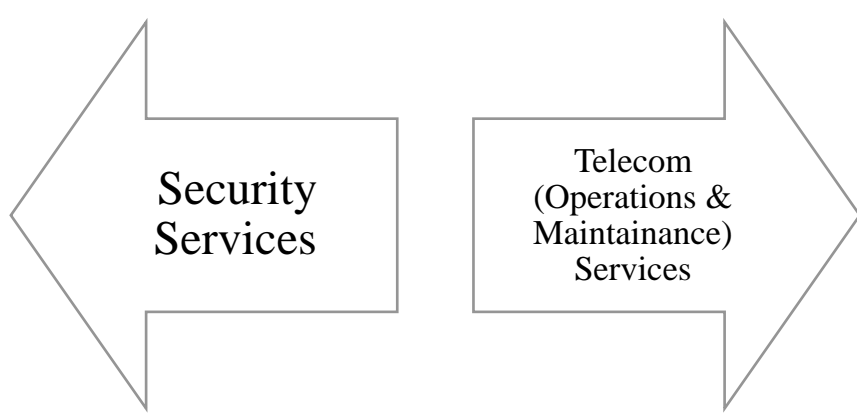 Security
Services
Telecom
(Operations &
Maintainance)
Services